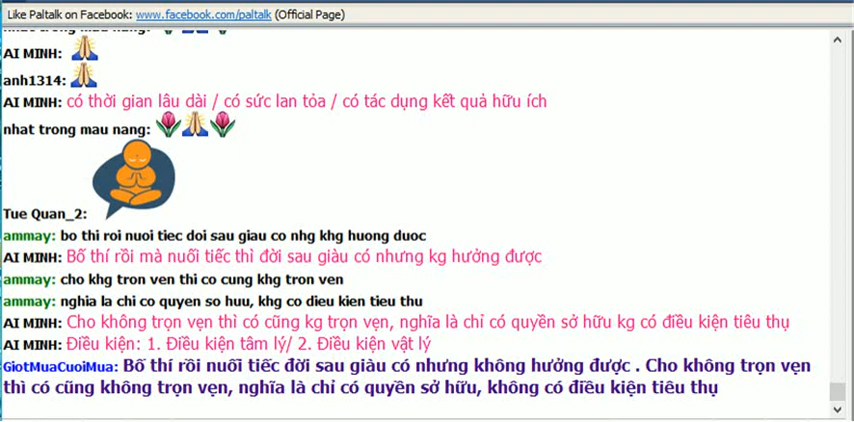 Like Paltalk on Facebook: www.facebook.com/paltalk (Official Page)
nhat trong mau nang:
AI MINH:
anh1314:
AI MINH: có thời gian lâu dài / có sức lan tỏa / có tác dụng kết quả hữu ích
nhat trong mau nang:
Tue Quan_2:
ammay: bo thi roi nuoi tiec doi sau giau co nhg khg huong duoc
AI MINH: Bố thí rồi mà nuối tiếc thì đời sau giàu có nhưng kg hưởng được
ammay: cho khg tron ven thi co cung khg tron ven
ammay: nghia la chi co quyen so huu, khg co dieu kien tieu thu
AI MINH: Cho không trọn vẹn thì có cũng kg trọn vẹn, nghĩa là chỉ có quyền sở hữu kg có điều kiện tiêu thụ
AI MINH: Điều kiện: 1. Điều kiện tâm lý/ 2. Điều kiện vật lý
GiotMuaCuoiMua: Bố thí rồi nuối tiếc đời sau giàu có nhưng không hưởng được . Cho không trọn vẹn
thì có cũng không trọn vẹn, nghĩa là chỉ có quyền sở hữu, không có điều kiện tiêu thụ